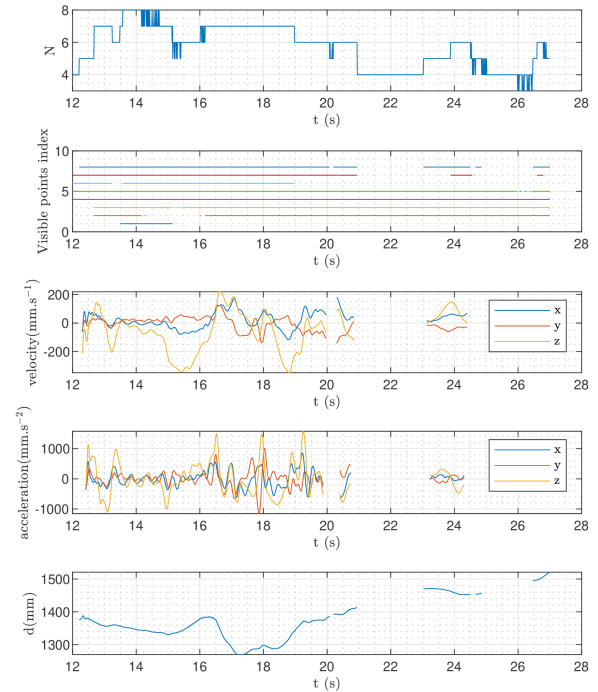 8
6
4
N
12 14 16 18 20 22 24 26 28
t (s)
10
5
0
Visible points index
12 14 16 18 20 22 24 26 28
t (s)
200
0
-200
velocity(mm.s⁻¹)
x
y
z
12 14 16 18 20 22 24 26 28
t (s)
1000
0
-1000
acceleration(mm.s⁻²)
x
y
z
12 14 16 18 20 22 24 26 28
t (s)
1500
1400
1300
d(mm)
12 14 16 18 20 22 24 26 28
t (s)